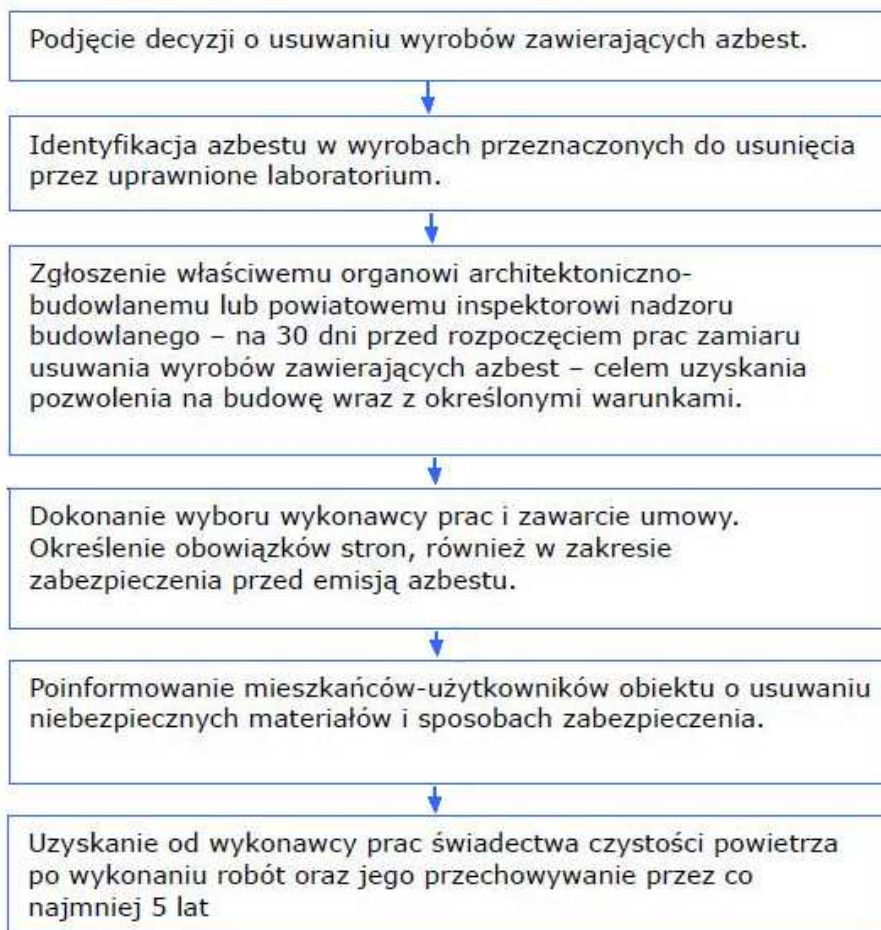 Podjęcie decyzji o usuwaniu wyrobów zawierających azbest.
Identyfikacja azbestu w wyrobach przeznaczonych do usunięcia
przez uprawnione laboratorium.
Zgłoszenie właściwemu organowi architektoniczno-
budowlanemu lub powiatowemu inspektorowi nadzoru
budowlanego – na 30 dni przed rozpoczęciem prac zamiaru
usuwania wyrobów zawierających azbest – celem uzyskania
pozwolenia na budowę wraz z określonymi warunkami.
Dokonanie wyboru wykonawcy prac i zawarcie umowy.
Określenie obowiązków stron, również w zakresie
zabezpieczenia przed emisją azbestu.
Poinformowanie mieszkańców-użytkowników obiektu o usuwaniu
niebezpiecznych materiałów i sposobach zabezpieczenia.
Uzyskanie od wykonawcy prac świadectwa czystości powietrza
po wykonaniu robót oraz jego przechowywanie przez co
najmniej 5 lat